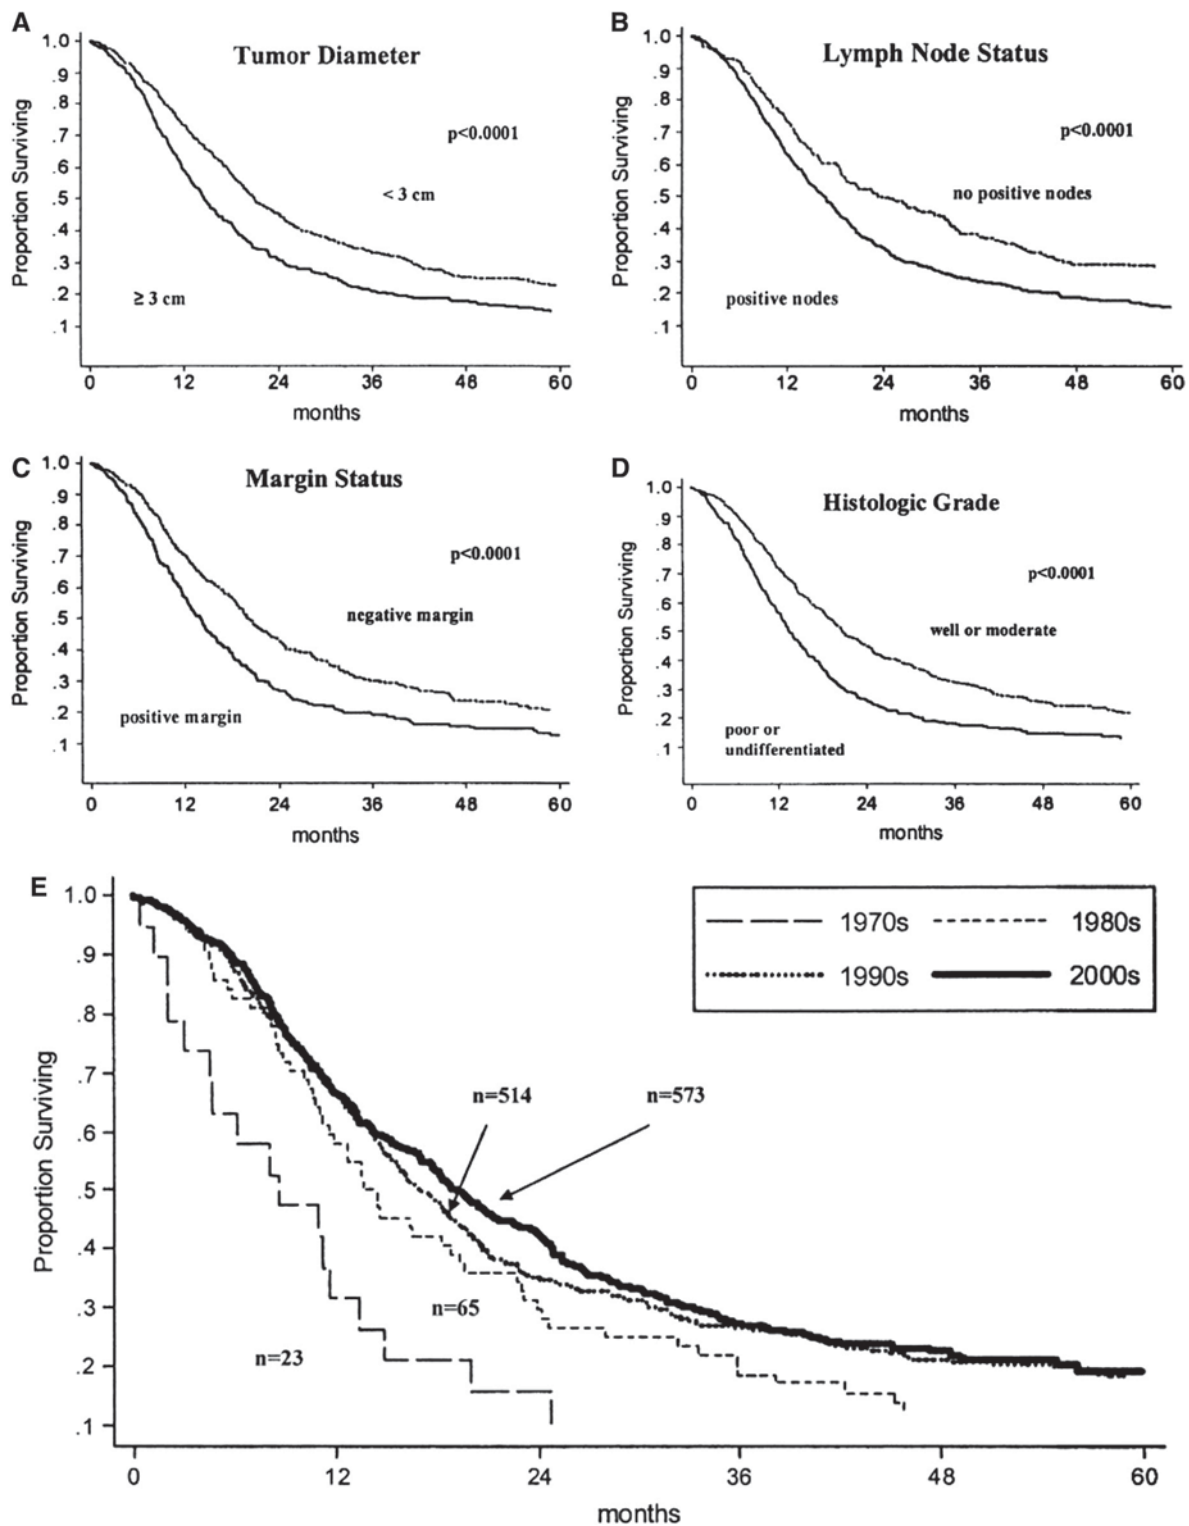 A
Tumor Diameter
Proportion Surviving
1.0
.9
.8
.7
.6
.5
.4
.3
.2
.1
p<0.0001
< 3 cm
≥ 3 cm
0 12 24 36 48 60
months
B
Lymph Node Status
Proportion Surviving
1.0
.9
.8
.7
.6
.5
.4
.3
.2
.1
p<0.0001
no positive nodes
positive nodes
0 12 24 36 48 60
months
C
Margin Status
Proportion Surviving
1.0
.9
.8
.7
.6
.5
.4
.3
.2
.1
p<0.0001
negative margin
positive margin
0 12 24 36 48 60
months
D
Histologic Grade
Proportion Surviving
1.0
.9
.8
.7
.6
.5
.4
.3
.2
.1
p<0.0001
well or moderate
poor or
undifferentiated
0 12 24 36 48 60
months
E
Proportion Surviving
1.0
.9
.8
.7
.6
.5
.4
.3
.2
.1
1970s 1980s
1990s 2000s
n=514 n=573
n=65
n=23
0 12 24 36 48 60
months